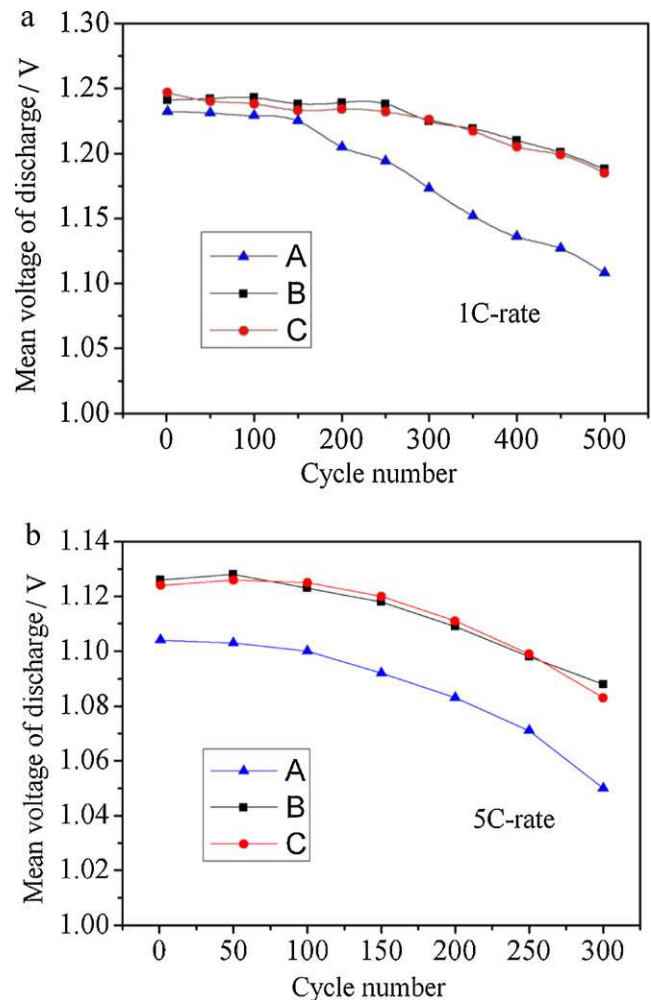 a
1.30
1.25
1.20
1.15
1.10
1.05
1.00
Mean voltage of discharge / V
A
B
C
1C-rate
0 100 200 300 400 500
Cycle number
b
1.14
1.12
1.10
1.08
1.06
1.04
1.02
1.00
Mean voltage of discharge / V
A
B
C
5C-rate
0 50 100 150 200 250 300
Cycle number